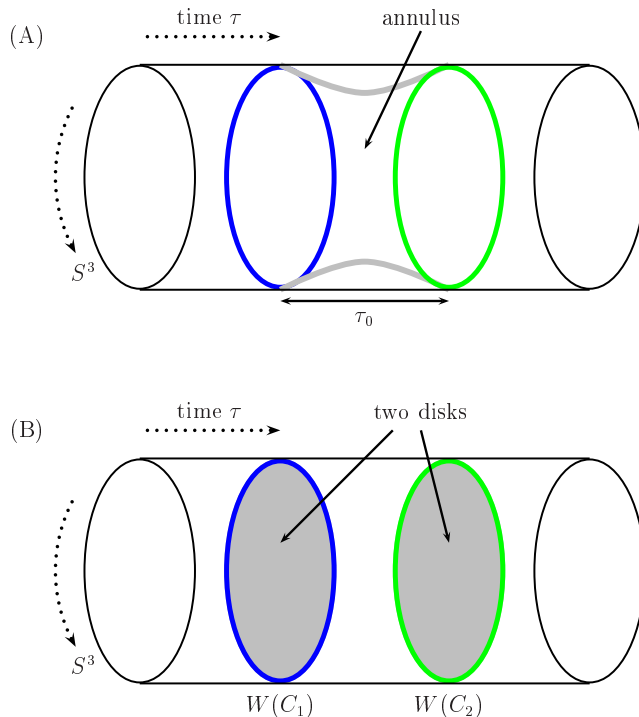 time τ
(A)
annulus
S³
τ₀
time τ
(B)
two disks
S³
W(C₁)
W(C₂)